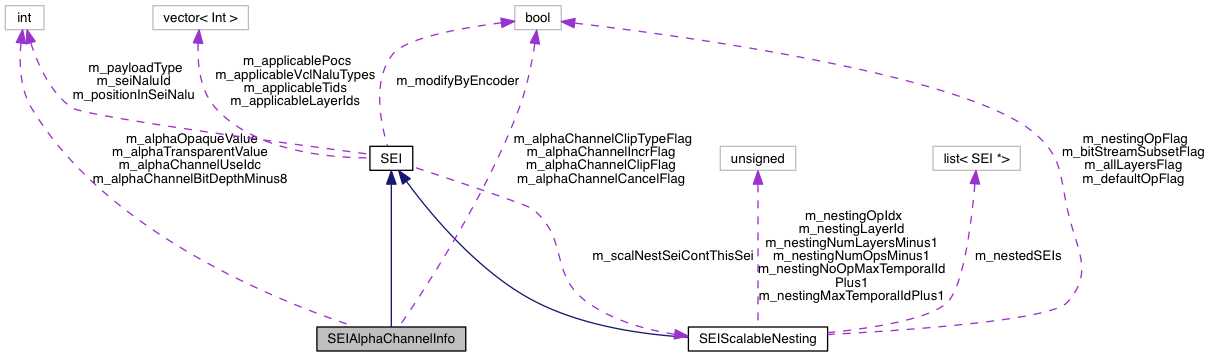 int
vector< Int >
bool
m_payloadType
m_seiNaluId
m_positionInSeiNalu
m_applicablePocs
m_applicableVclNaluTypes
m_applicableTids
m_applicableLayerIds
m_modifyByEncoder
m_alphaOpaqueValue
m_alphaTransparentValue
m_alphaChannelUseIdc
m_alphaChannelBitDepthMinus8
SEI
m_alphaChannelClipTypeFlag
m_alphaChannelIncrFlag
m_alphaChannelClipFlag
m_alphaChannelCancelFlag
unsigned
list< SEI *>
m_nestingOpFlag
m_bitStreamSubsetFlag
m_allLayersFlag
m_defaultOpFlag
m_scalNestSeiContThisSei
m_nestingOpIdx
m_nestingLayerId
m_nestingNumLayersMinus1
m_nestingNumOpsMinus1
m_nestingNoOpMaxTemporalId
Plus1
m_nestingMaxTemporalIdPlus1
m_nestedSEIs
SEIAlphaChannelInfo
SEIScalableNesting